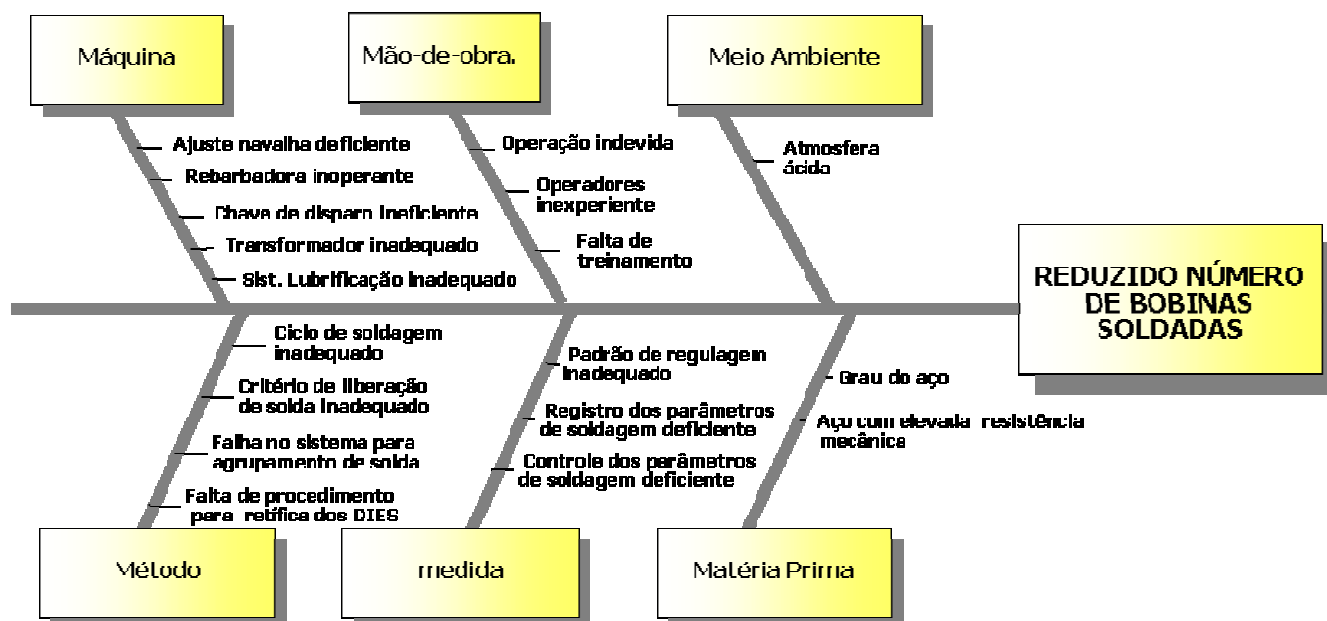 Máquina
Mão-de-obra.
Meio Ambiente
Ajuste navalha deficiente
Rebarbadora inoperante
Chave de disparo ineficiente
Transformador inadequado
Sist. Lubrificação inadequado
Operação indevida
Operadores
inexperiente
Falta de
treinamento
Atmosfera
ácida
REDUZIDO NÚMERO
DE BOBINAS
SOLDADAS
Ciclo de soldagem
inadequado
Critério de liberação
de solda inadequado
Falha no sistema para
agrupamento de solda
Falta de procedimento
para retífica dos DIES
Padrão de regulagem
inadequado
Registro dos parâmetros
de soldagem deficiente
Controle dos parâmetros
de soldagem deficiente
Grau do aço
Aço com elevada resistência
mecânica
Método
medida
Matéria Prima